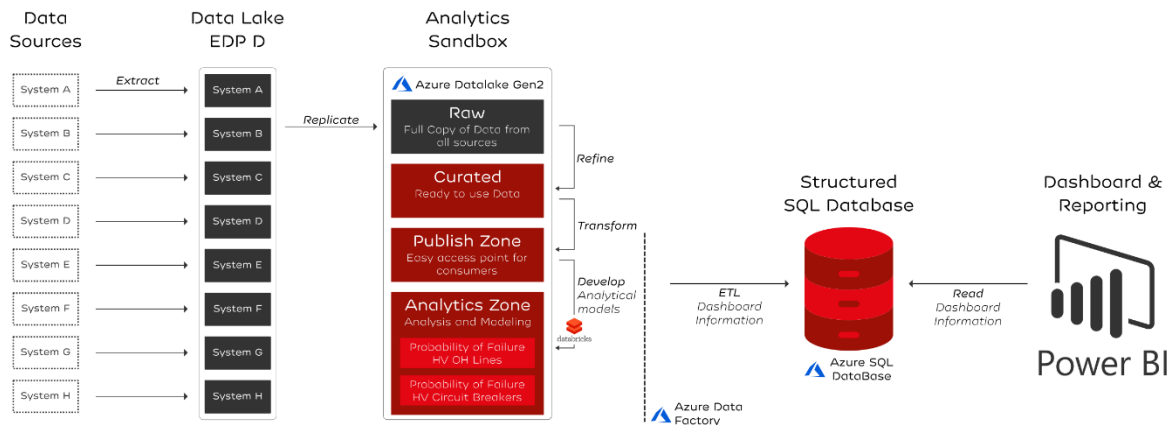 Data
Sources
Data Lake
EDP D
Analytics
Sandbox
System A
System B
System C
System D
System E
System F
System G
System H
Extract
System A
System B
System C
System D
System E
System F
System G
System H
Replicate
Azure Datalake Gen2
Raw
Full Copy of Data from
all sources
Curated
Ready to use Data
Publish Zone
Easy access point for
consumers
Analytics Zone
Analysis and Modeling
Probability of Failure
HV OH Lines
Probability of Failure
HV Circuit Breakers
Refine
Transform
Develop
Analytical
models
databricks
Azure Data
Factory
ETL
Dashboard
Information
Structured
SQL Database
Azure SQL
DataBase
Read
Dashboard
Information
Dashboard &
Reporting
Power BI